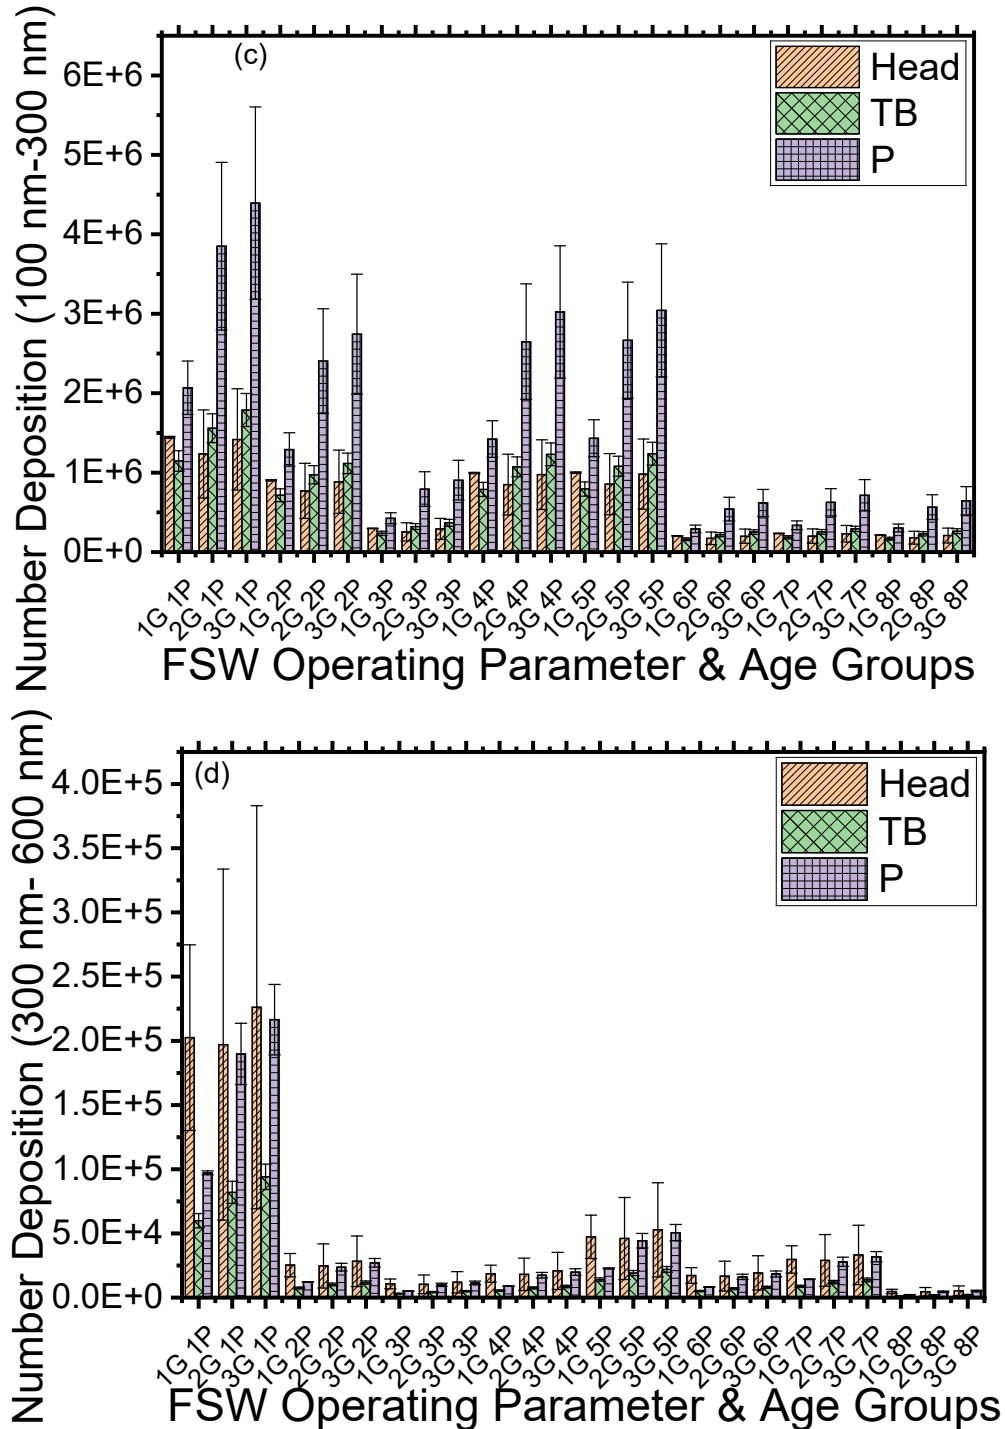 (c)
Head
TB
P
6E+6
5E+6
4E+6
3E+6
2E+6
1E+6
0E+0
Number Deposition (100 nm-300 nm)
1G 1P
2G 1P
3G 1P
1G 2P
2G 2P
3G 2P
1G 3P
2G 3P
3G 3P
1G 4P
2G 4P
3G 4P
1G 5P
2G 5P
3G 5P
1G 6P
2G 6P
3G 6P
1G 7P
2G 7P
3G 7P
1G 8P
2G 8P
3G 8P
FSW Operating Parameter & Age Groups
(d)
Head
TB
P
4.0E+5
3.5E+5
3.0E+5
2.5E+5
2.0E+5
1.5E+5
1.0E+5
5.0E+4
0.0E+0
Number Deposition (300 nm- 600 nm)
1G 1P
2G 1P
3G 1P
1G 2P
2G 2P
3G 2P
1G 3P
2G 3P
3G 3P
1G 4P
2G 4P
3G 4P
1G 5P
2G 5P
3G 5P
1G 6P
2G 6P
3G 6P
1G 7P
2G 7P
3G 7P
1G 8P
2G 8P
3G 8P
FSW Operating Parameter & Age Groups